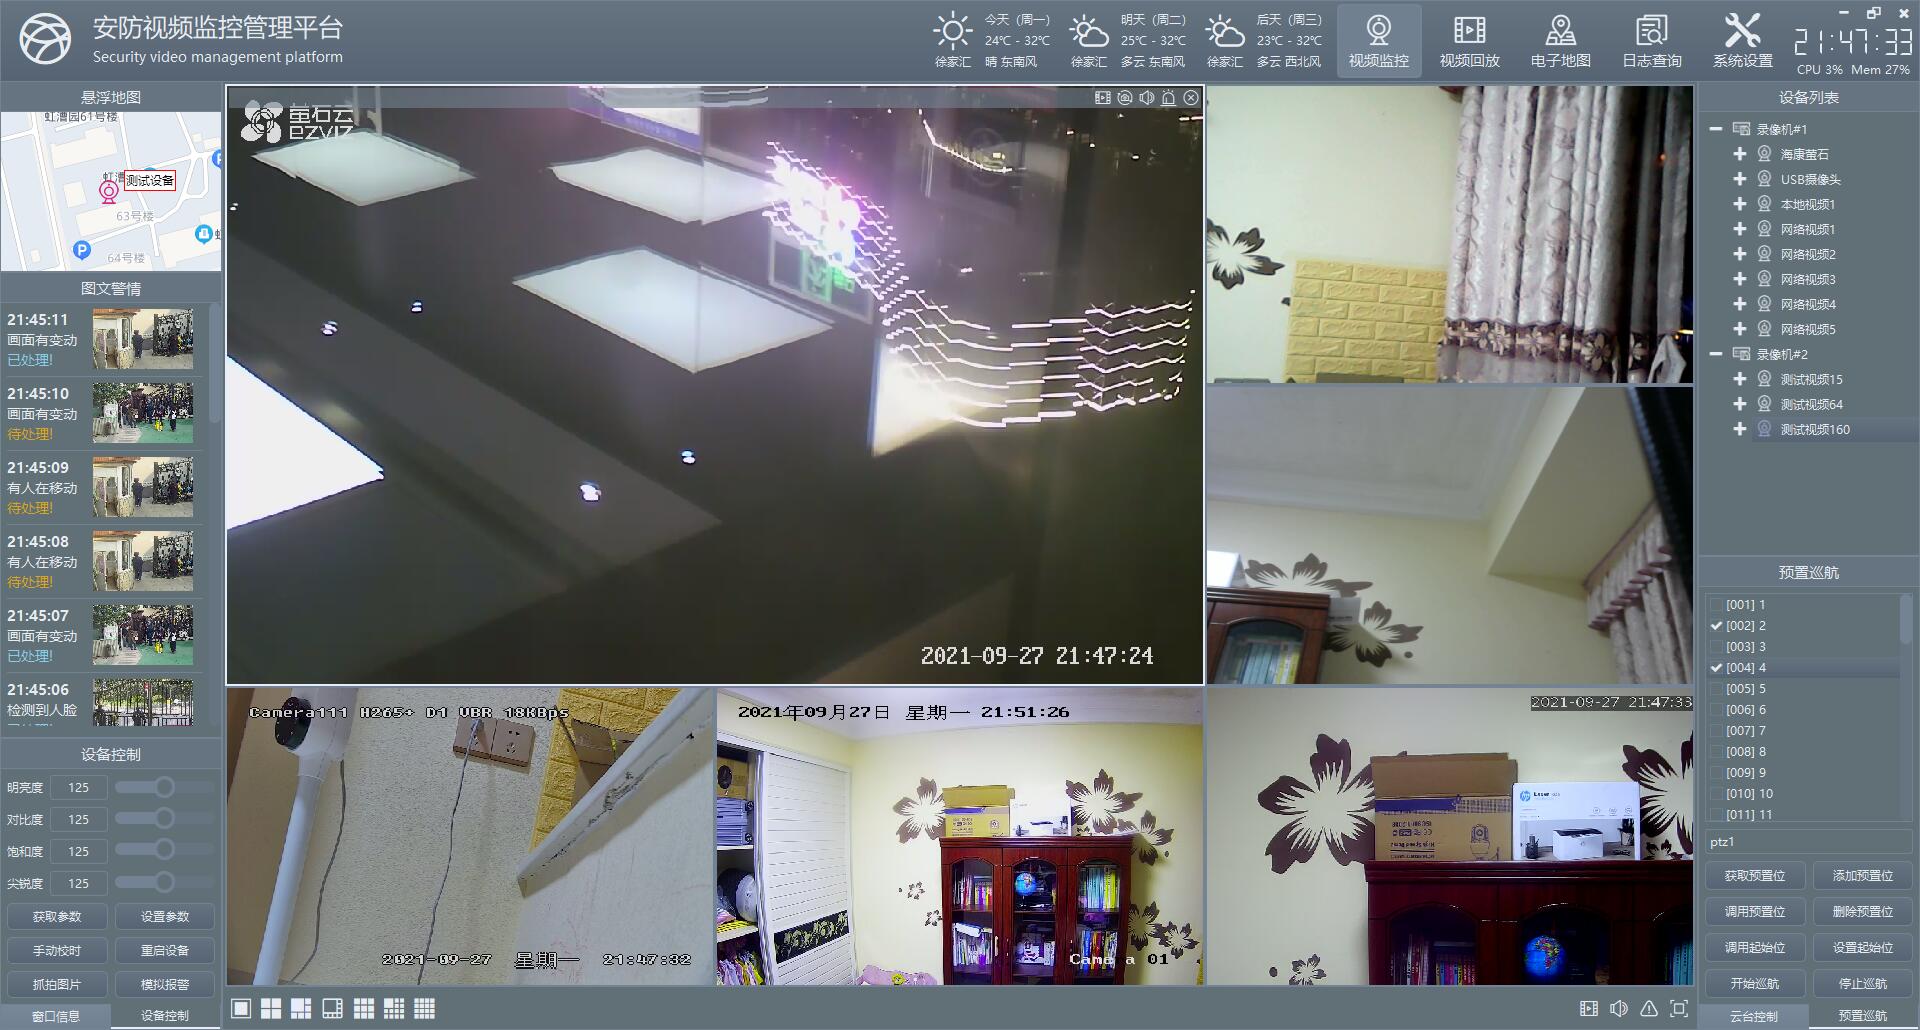 安防视频监控管理平台
Security video management platform
今天 (周一)
24℃ - 32℃
徐家汇 晴 东南风
明天 (周二)
25℃ - 32℃
徐家汇 多云 东南风
后天 (周三)
23℃ - 32℃
徐家汇 多云 西北风
视频监控
视频回放
电子地图
日志查询
系统设置
21:47:33
CPU 3% Mem 27%
悬浮地图
虹漕园61号楼
虹漕
测试设备
63号楼
P
64号楼
图文警情
21:45:11
画面有变动
已处理!
21:45:10
画面有变动
待处理!
21:45:09
有人在移动
待处理!
21:45:08
有人在移动
待处理!
21:45:07
画面有变动
已处理!
21:45:06
检测到人脸
设备控制
明亮度 125
对比度 125
饱和度 125
尖锐度 125
获取参数 设置参数
手动校时 重启设备
抓拍图片 模拟报警
窗口信息 设备控制
萤石云
ezviz
2021-09-27 21:47:24
Camera111 H265+ D1 VBR 18KBps
2021-09-27 星期一 21:47:32
2021年09月27日 星期一 21:51:26
Camera 01
2021-09-27 21:47:33
hp Laser
设备列表
录像机#1
海康萤石
USB摄像头
本地视频1
网络视频1
网络视频2
网络视频3
网络视频4
网络视频5
录像机#2
测试视频15
测试视频64
测试视频160
预置巡航
[001] 1
[002] 2
[003] 3
[004] 4
[005] 5
[006] 6
[007] 7
[008] 8
[009] 9
[010] 10
[011] 11
ptz1
获取预置位 添加预置位
调用预置位 删除预置位
调用起始位 设置起始位
开始巡航 停止巡航
云台控制 预置巡航